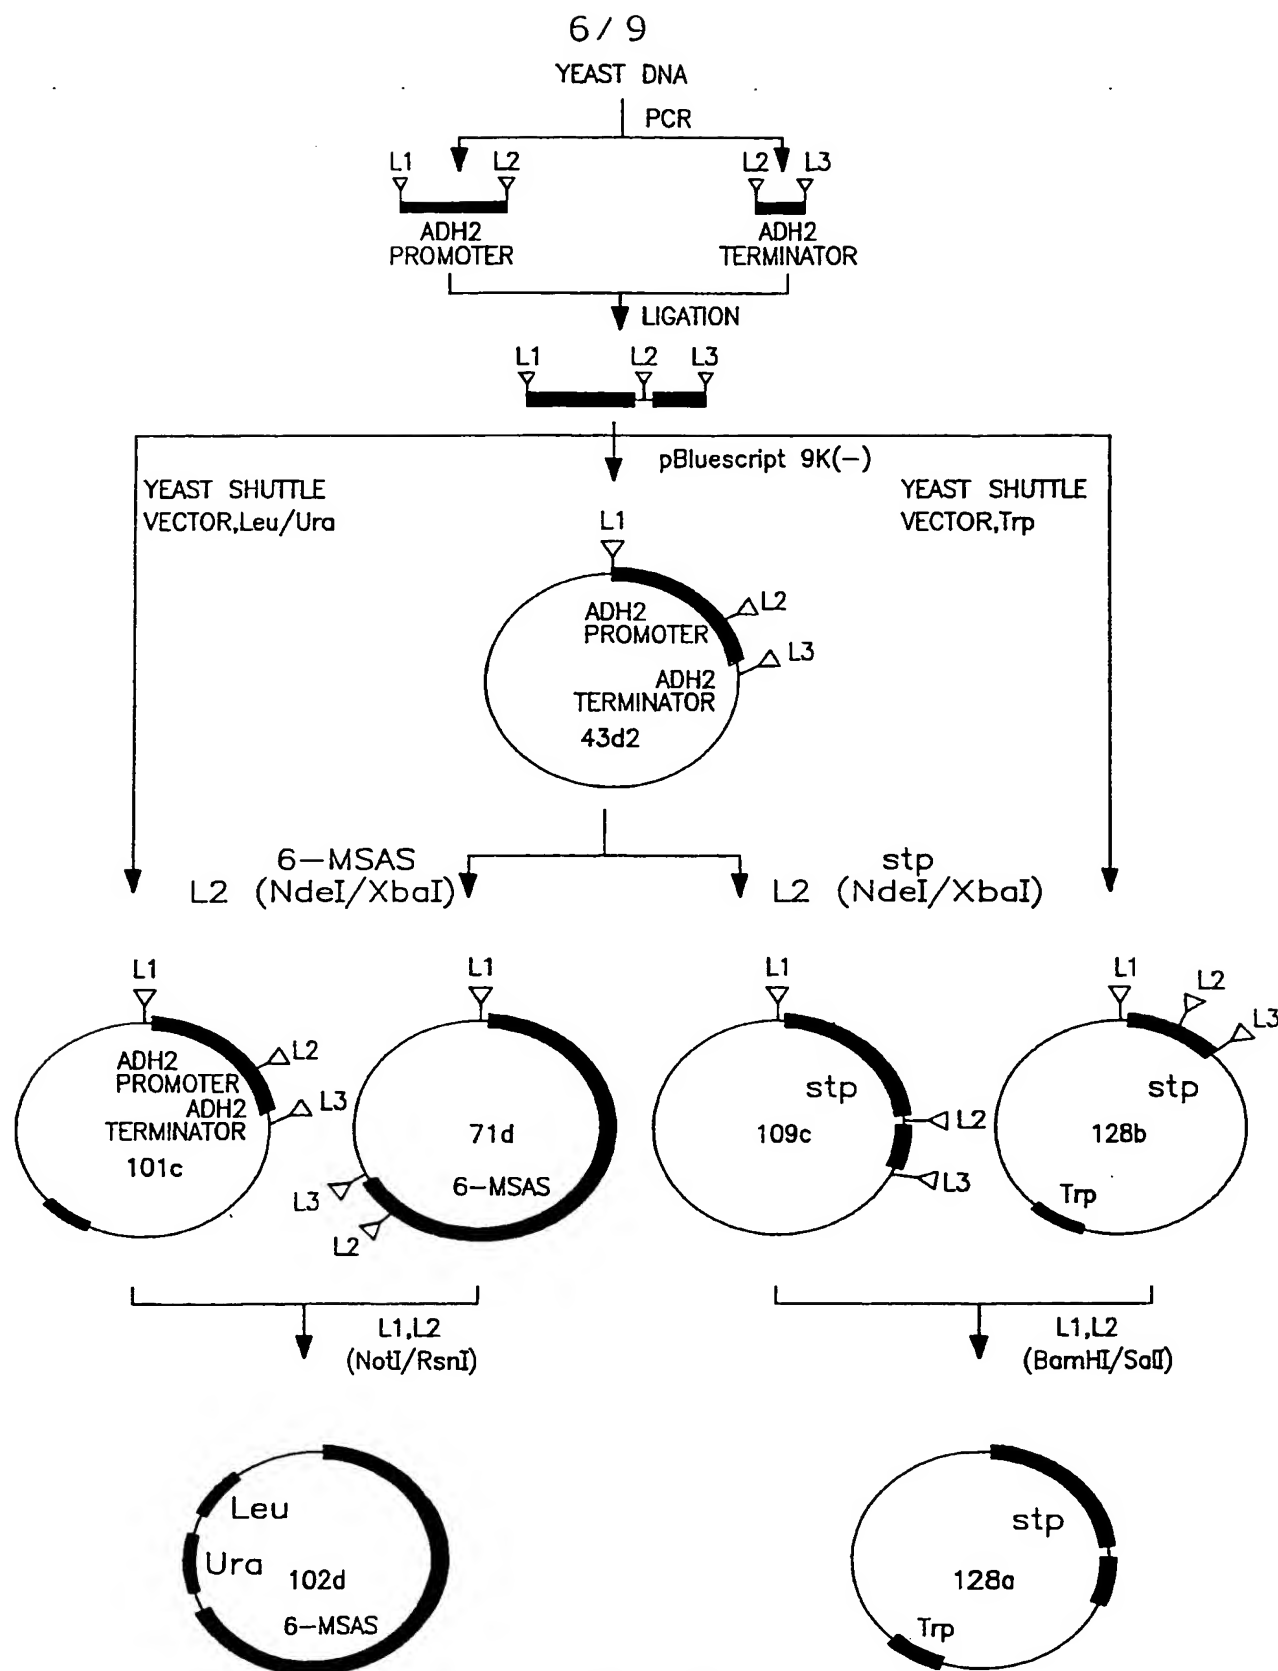 6/9
YEAST DNA
PCR
L1 L2 L2 L3
ADH2
PROMOTER
ADH2
TERMINATOR
LIGATION
L1 L2 L3
pBluescript 9K(-)
YEAST SHUTTLE
VECTOR,Leu/Ura
YEAST SHUTTLE
VECTOR,Trp
L1
L2
L3
ADH2
PROMOTER
ADH2
TERMINATOR
43d2
6-MSAS
L2 (NdeI/XbaI)
stp
L2 (NdeI/XbaI)
L1
L2
L3
ADH2
PROMOTER
ADH2
TERMINATOR
101c
L1
71d
6-MSAS
L3
L2
L1
stp
109c
L2
L3
L1
L2
L3
stp
128b
Trp
L1,L2
(NotI/RsnI)
L1,L2
(BamHI/SalI)
Leu
Ura
102d
6-MSAS
stp
128a
Trp